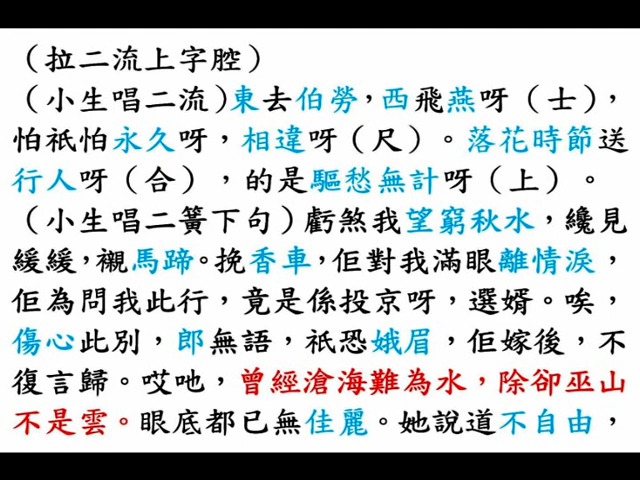 （拉二流上字腔）
（小生唱二流）東去伯勞，西飛燕呀（士），
怕祇怕永久呀，相違呀（尺）。落花時節送
行人呀（合），的是驅愁無計呀（上）。
（小生唱二簧下句）虧煞我望窮秋水，纔見
緩緩，襯馬蹄。挽香車，佢對我滿眼離情淚，
佢為問我此行，竟是係投京呀，選婿。唉，
傷心此別，郎無語，祇恐娥眉，佢嫁後，不
復言歸。哎吔，曾經滄海難為水，除卻巫山
不是雲。眼底都已無佳麗。她說道不自由，